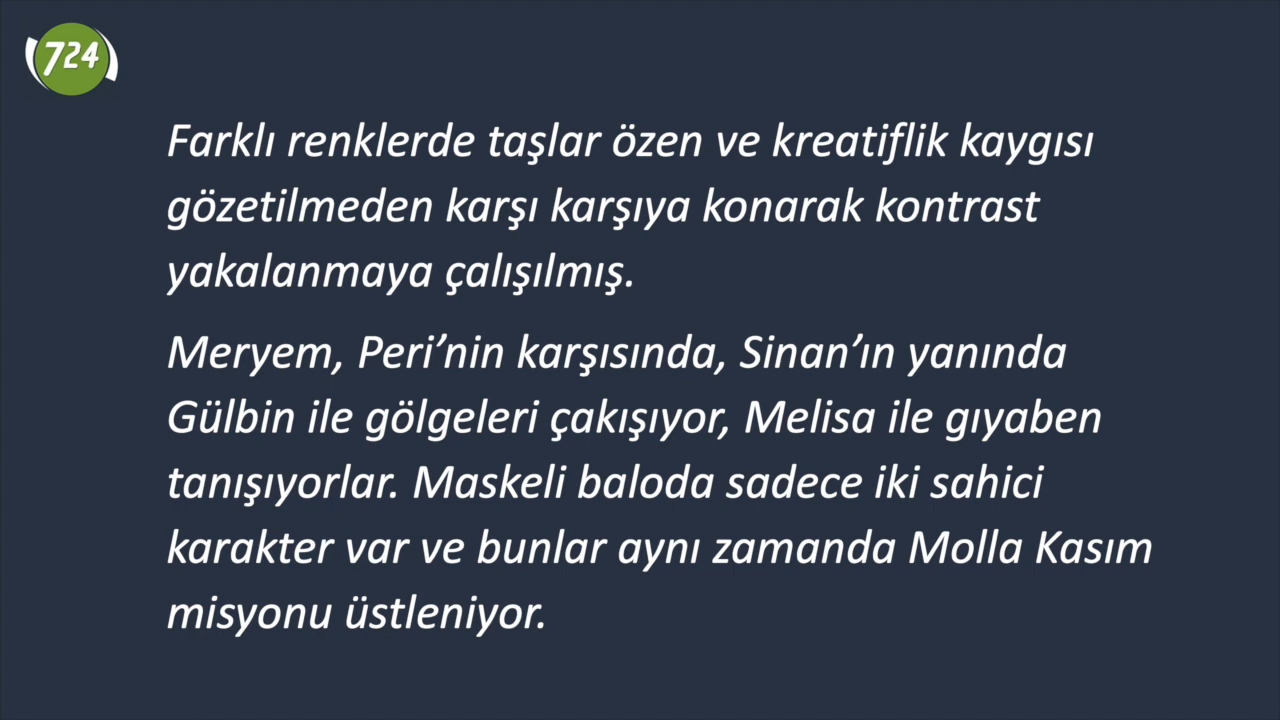 724
Farklı renklerde taşlar özen ve kreatiflik kaygısı
gözetilmeden karşı karşıya konarak kontrast
yakalanmaya çalışılmış.
Meryem, Peri’nin karşısında, Sinan’ın yanında
Gülbin ile gölgeleri çakışıyor, Melisa ile gıyaben
tanışıyorlar. Maskeli baloda sadece iki sahici
karakter var ve bunlar aynı zamanda Molla Kasım
misyonu üstleniyor.